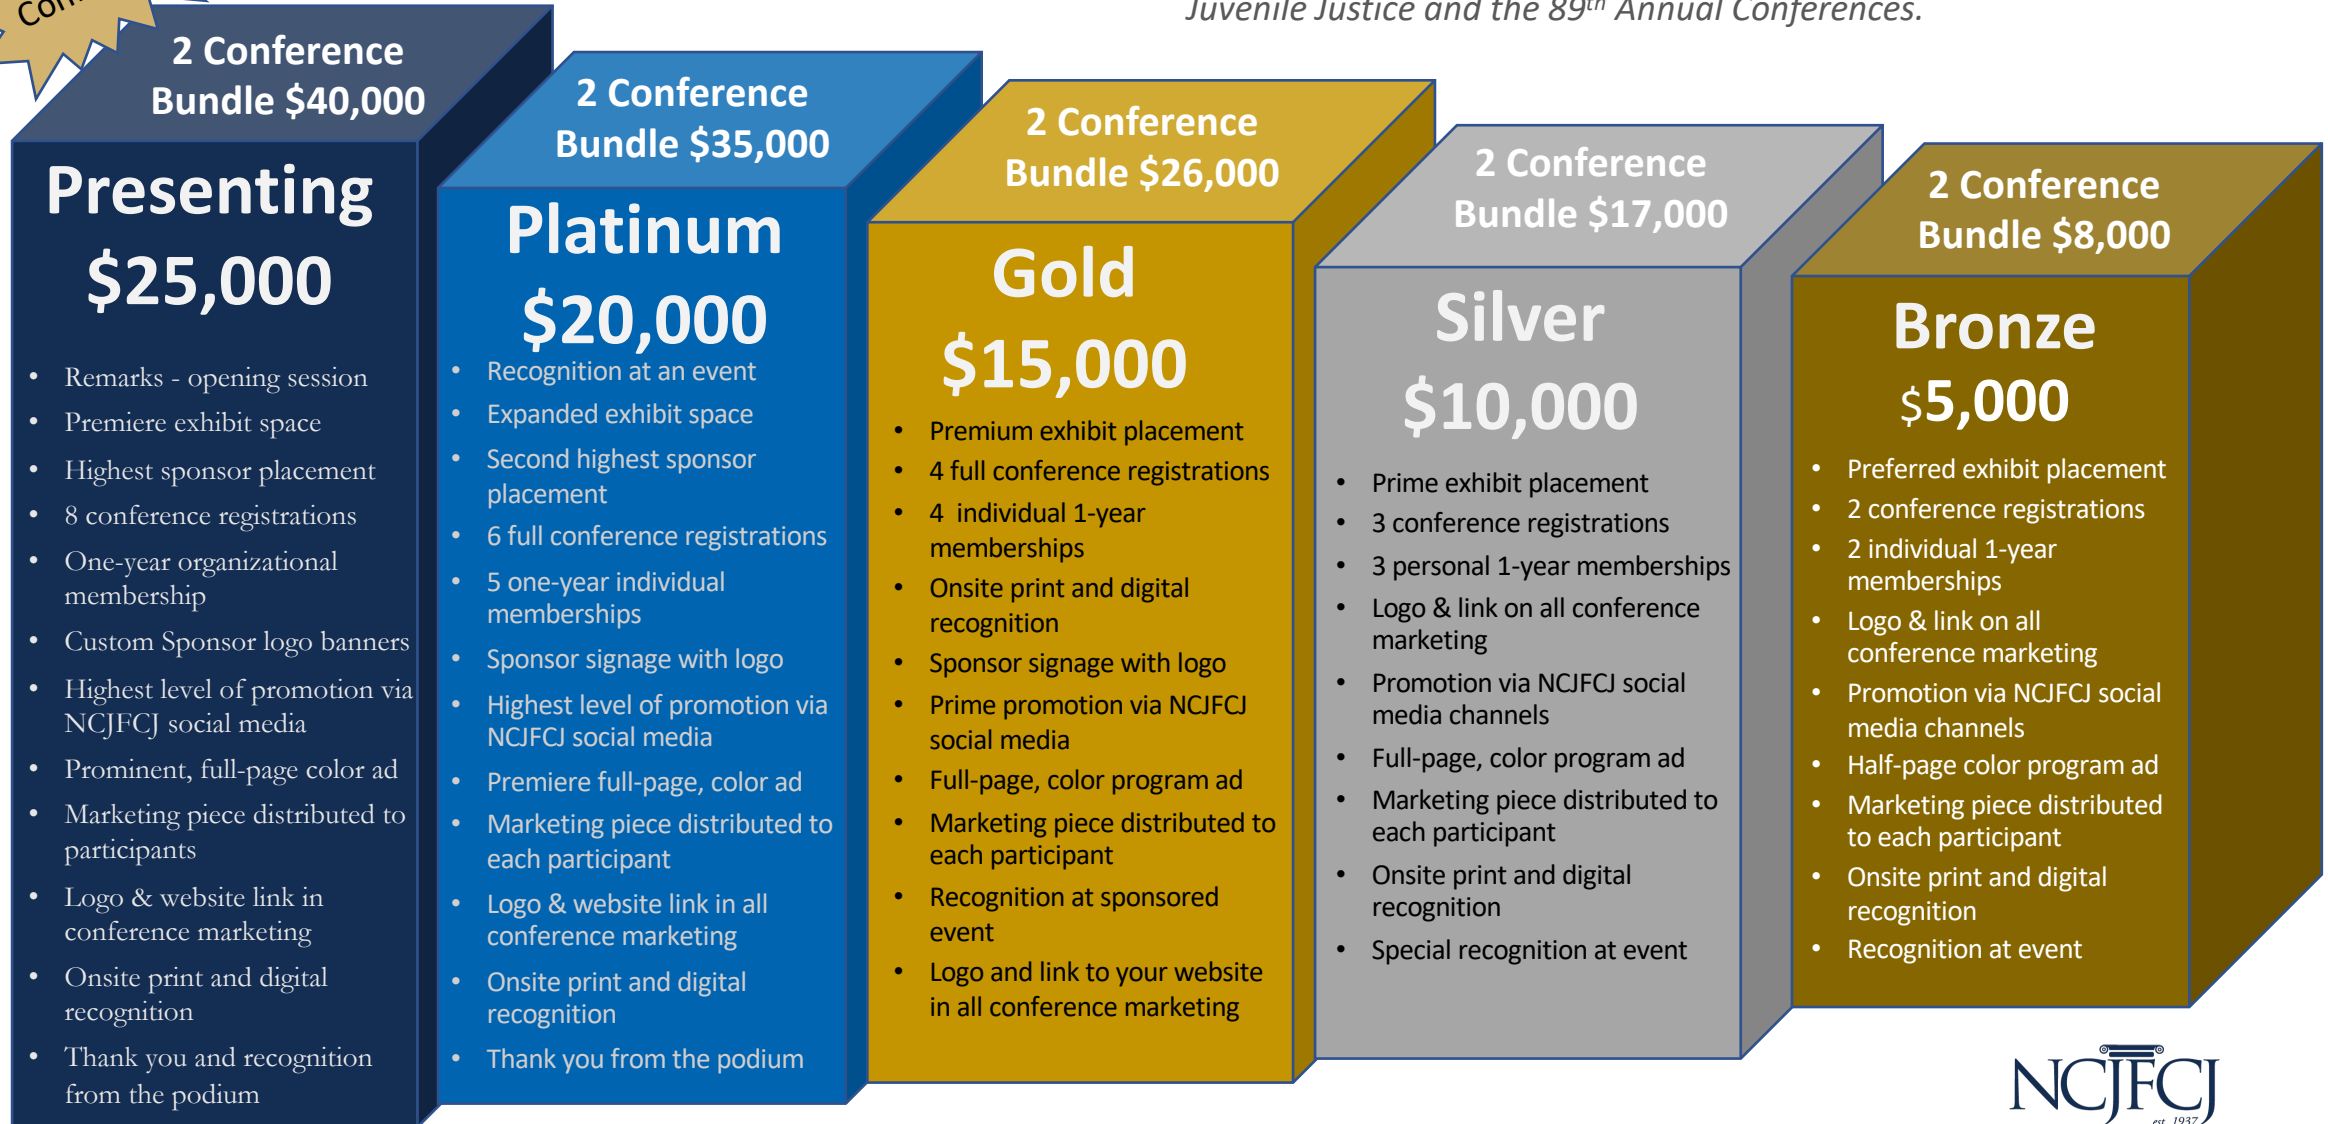 Juvenile Justice and the 89th Annual Conferences.
2 Conference
Bundle $40,000
Presenting
$25,000
• Remarks - opening session
• Premiere exhibit space
• Highest sponsor placement
• 8 conference registrations
• One-year organizational
membership
• Custom Sponsor logo banners
• Highest level of promotion via
NCJFCJ social media
• Prominent, full-page color ad
• Marketing piece distributed to
participants
• Logo & website link in
conference marketing
• Onsite print and digital
recognition
• Thank you and recognition
from the podium
2 Conference
Bundle $35,000
Platinum
$20,000
• Recognition at an event
• Expanded exhibit space
• Second highest sponsor
placement
• 6 full conference registrations
• 5 one-year individual
memberships
• Sponsor signage with logo
• Highest level of promotion via
NCJFCJ social media
• Premiere full-page, color ad
• Marketing piece distributed to
each participant
• Logo & website link in all
conference marketing
• Onsite print and digital
recognition
• Thank you from the podium
2 Conference
Bundle $26,000
Gold
$15,000
• Premium exhibit placement
• 4 full conference registrations
• 4 individual 1-year
memberships
• Onsite print and digital
recognition
• Sponsor signage with logo
• Prime promotion via NCJFCJ
social media
• Full-page, color program ad
• Marketing piece distributed to
each participant
• Recognition at sponsored
event
• Logo and link to your website
in all conference marketing
2 Conference
Bundle $17,000
Silver
$10,000
• Prime exhibit placement
• 3 conference registrations
• 3 personal 1-year memberships
• Logo & link on all conference
marketing
• Promotion via NCJFCJ social
media channels
• Full-page, color program ad
• Marketing piece distributed to
each participant
• Onsite print and digital
recognition
• Special recognition at event
2 Conference
Bundle $8,000
Bronze
$5,000
• Preferred exhibit placement
• 2 conference registrations
• 2 individual 1-year
memberships
• Logo & link on all
conference marketing
• Promotion via NCJFCJ social
media channels
• Half-page color program ad
• Marketing piece distributed
to each participant
• Onsite print and digital
recognition
• Recognition at event
NCJFCJ
est. 1937